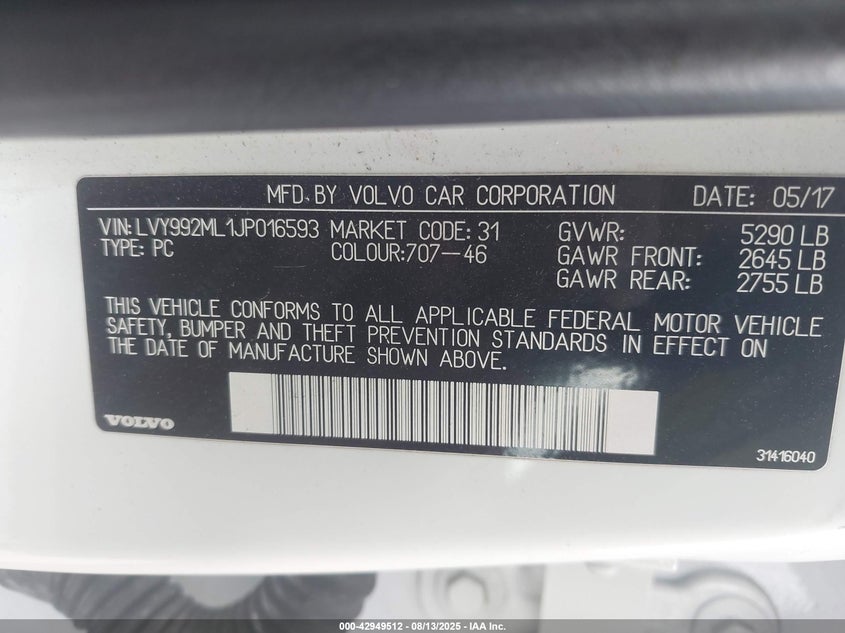 MFD. BY VOLVO CAR CORPORATION DATE: 05/17
VIN: LVY992ML1JP016593 MARKET CODE: 31 GVWR: 5290 LB
TYPE: PC COLOUR:707--46 GAWR FRONT: 2645 LB
GAWR REAR: 2755 LB
THIS VEHICLE CONFORMS TO ALL APPLICABLE FEDERAL MOTOR VEHICLE
SAFETY, BUMPER AND THEFT PREVENTION STANDARDS IN EFFECT ON
THE DATE OF MANUFACTURE SHOWN ABOVE.
VOLVO
31416040
000-42949512 - 08/13/2025 - IAA Inc.